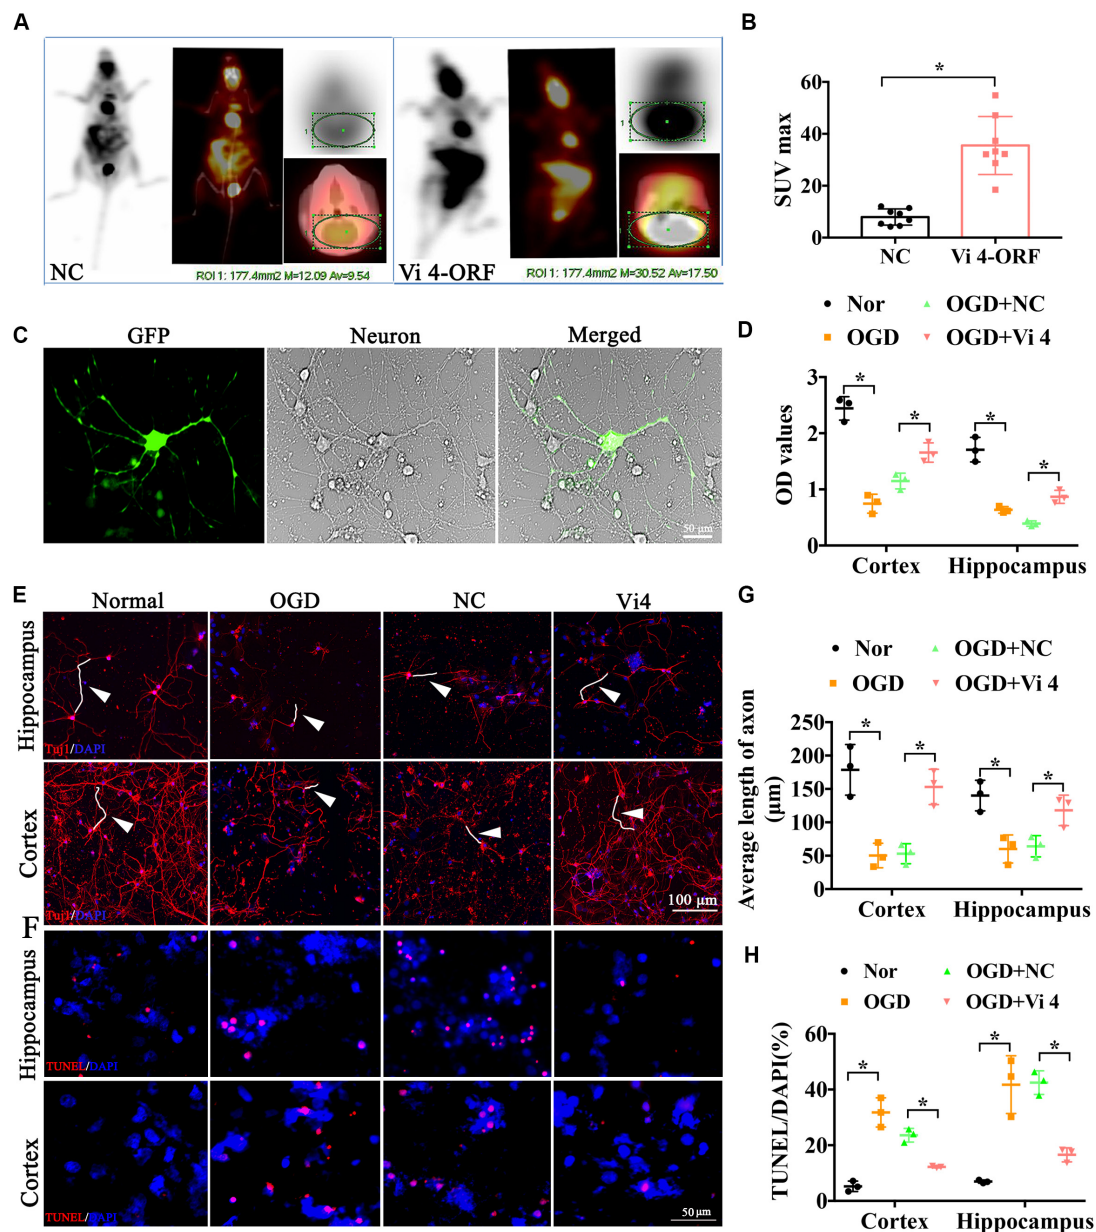 A
NC
1
1
ROI 1: 177.4mm2 M=12.09 Av=9.54
Vi 4-ORF
1
1
ROI 1: 177.4mm2 M=30.52 Av=17.50
B
SUV max
60
40
20
0
*
NC Vi 4-ORF
C
GFP Neuron Merged
50 μm
D
Nor OGD+NC
OGD OGD+Vi 4
OD values
3
2
1
0
* * * *
Cortex Hippocampus
E
Normal OGD NC Vi4
Hippocampus
Tuj1/DAPI
Cortex
Tuj1/DAPI
100 μm
F
Hippocampus
TUNEL/DAPI
Cortex
TUNEL/DAPI
50 μm
G
Nor OGD+NC
OGD OGD+Vi 4
Average length of axon
(μm)
250
200
150
100
50
0
* * * *
Cortex Hippocampus
H
Nor OGD+NC
OGD OGD+Vi 4
TUNEL/DAPI(%)
60
40
20
0
* * * *
Cortex Hippocampus